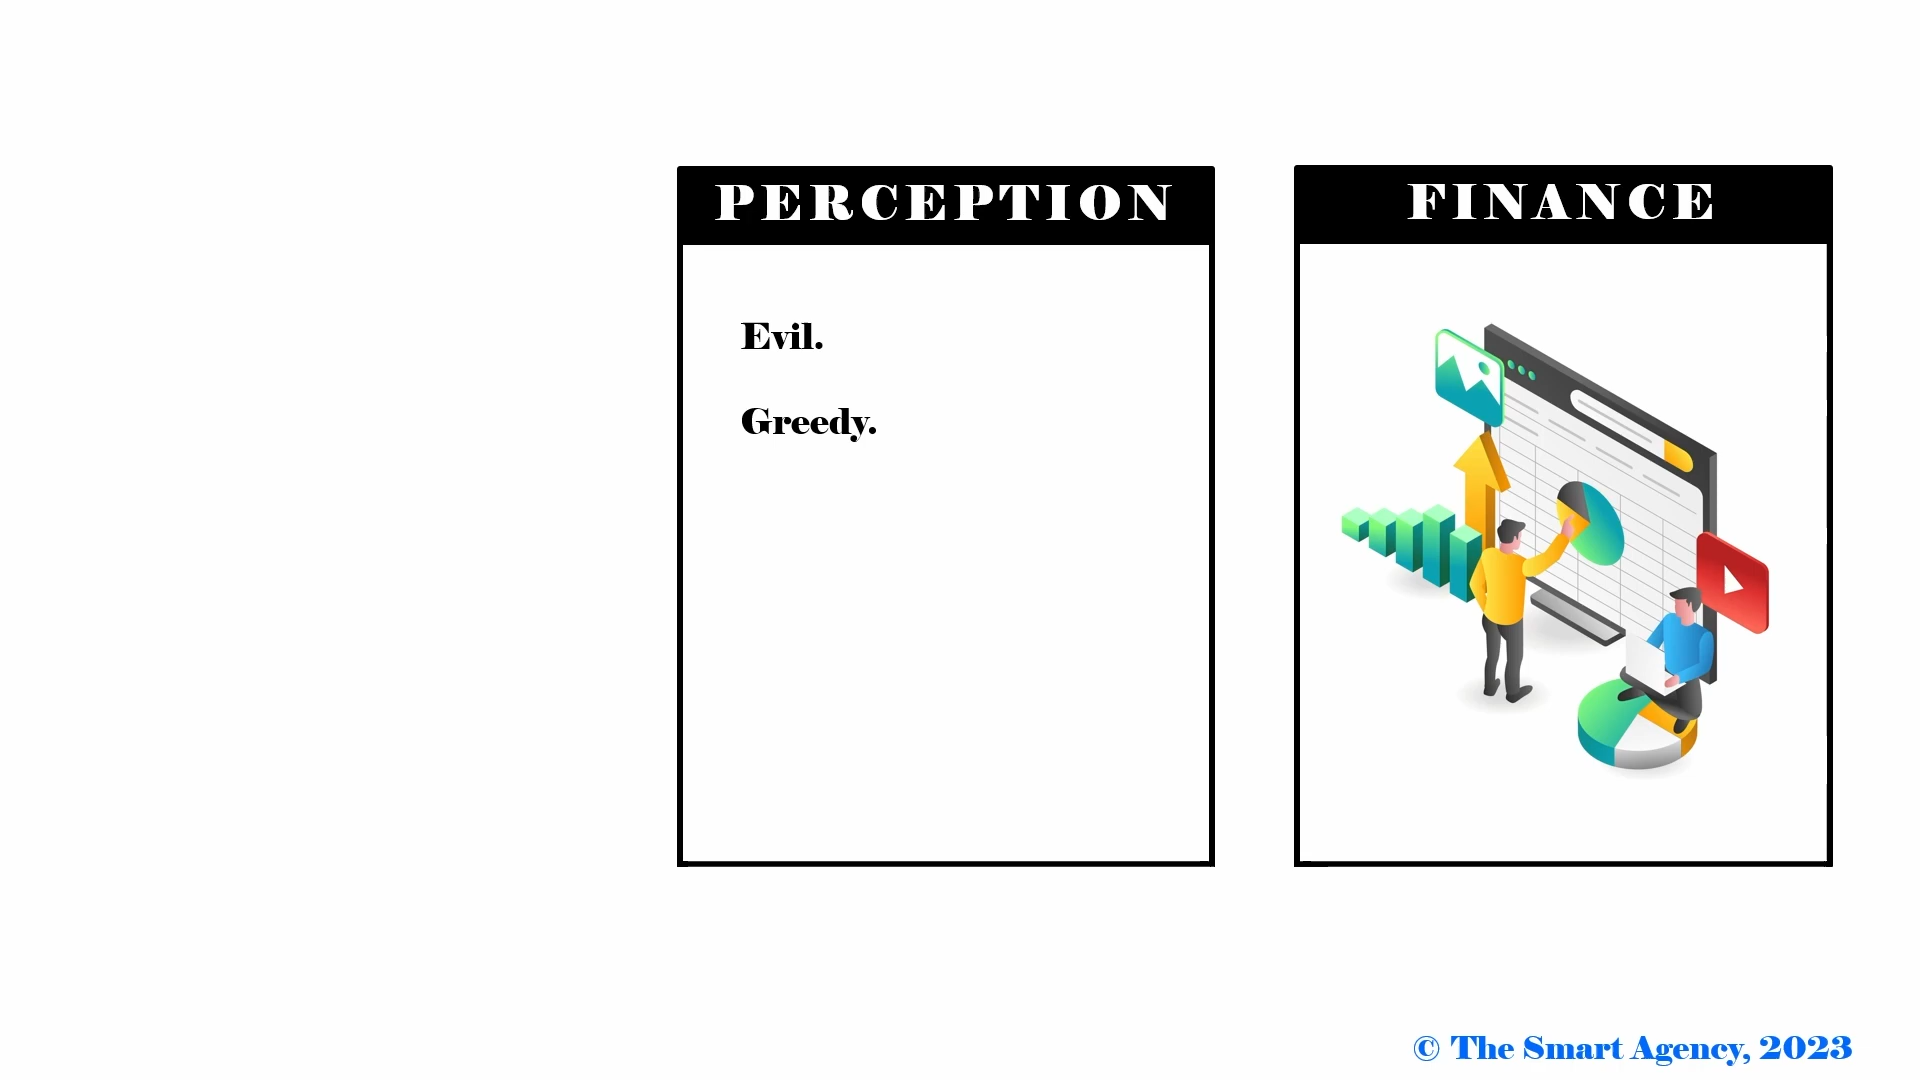 PERCEPTION
Evil.
Greedy.
FINANCE
© The Smart Agency, 2023